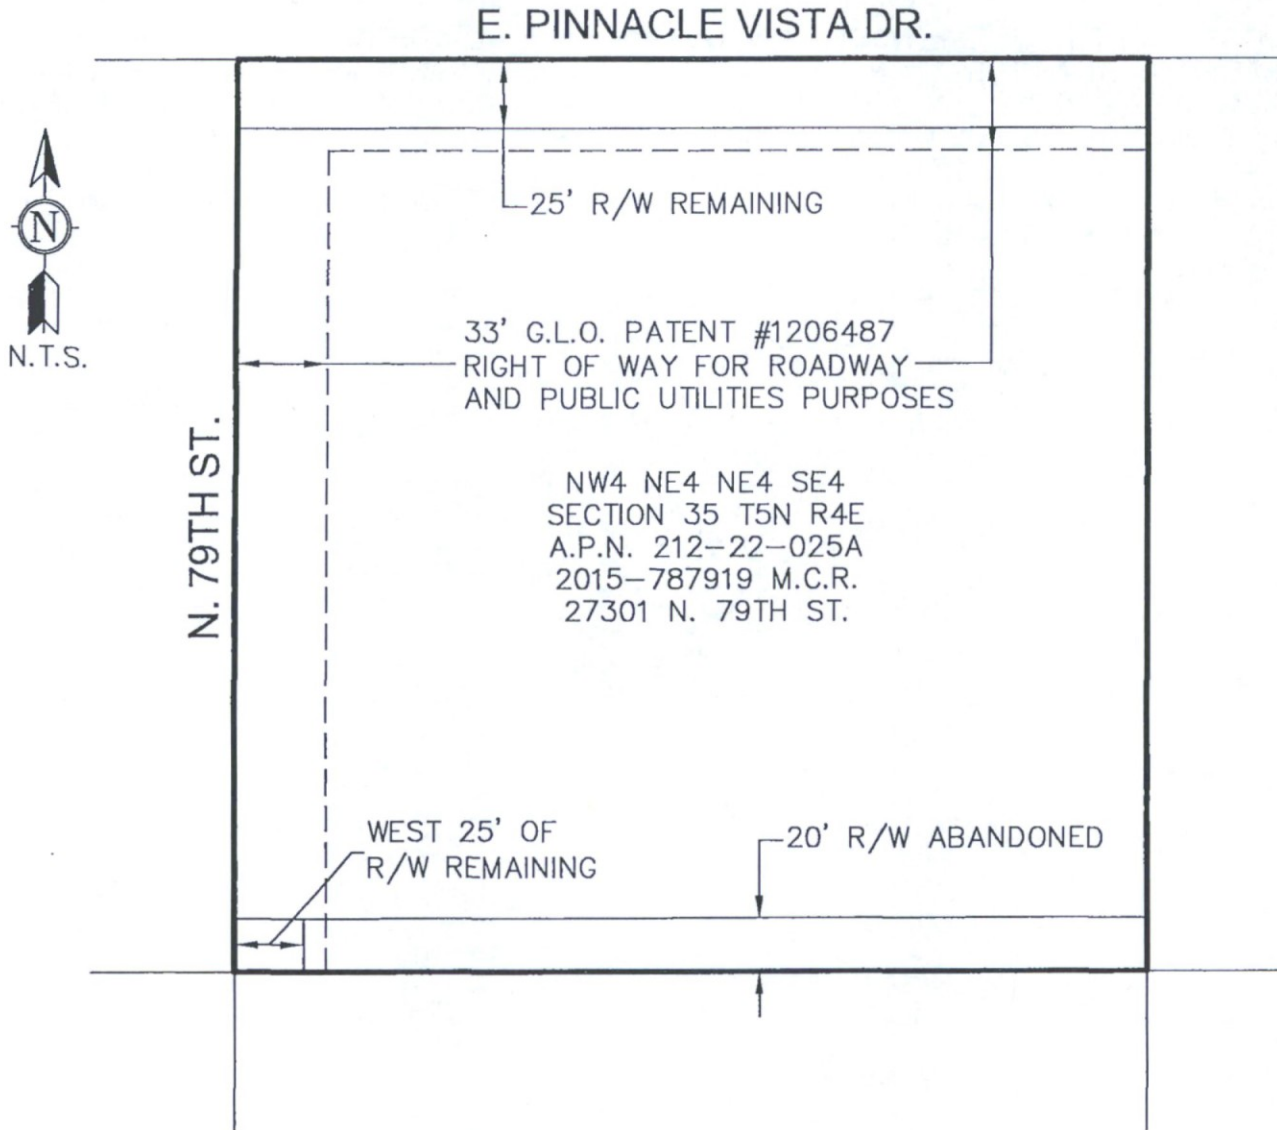 E. PINNACLE VISTA DR.
25' R/W REMAINING
N
N.T.S.
33' G.L.O. PATENT #1206487
RIGHT OF WAY FOR ROADWAY
AND PUBLIC UTILITIES PURPOSES
N. 79TH ST.
NW4 NE4 NE4 SE4
SECTION 35 T5N R4E
A.P.N. 212-22-025A
2015-787919 M.C.R.
27301 N. 79TH ST.
WEST 25' OF
R/W REMAINING
20' R/W ABANDONED